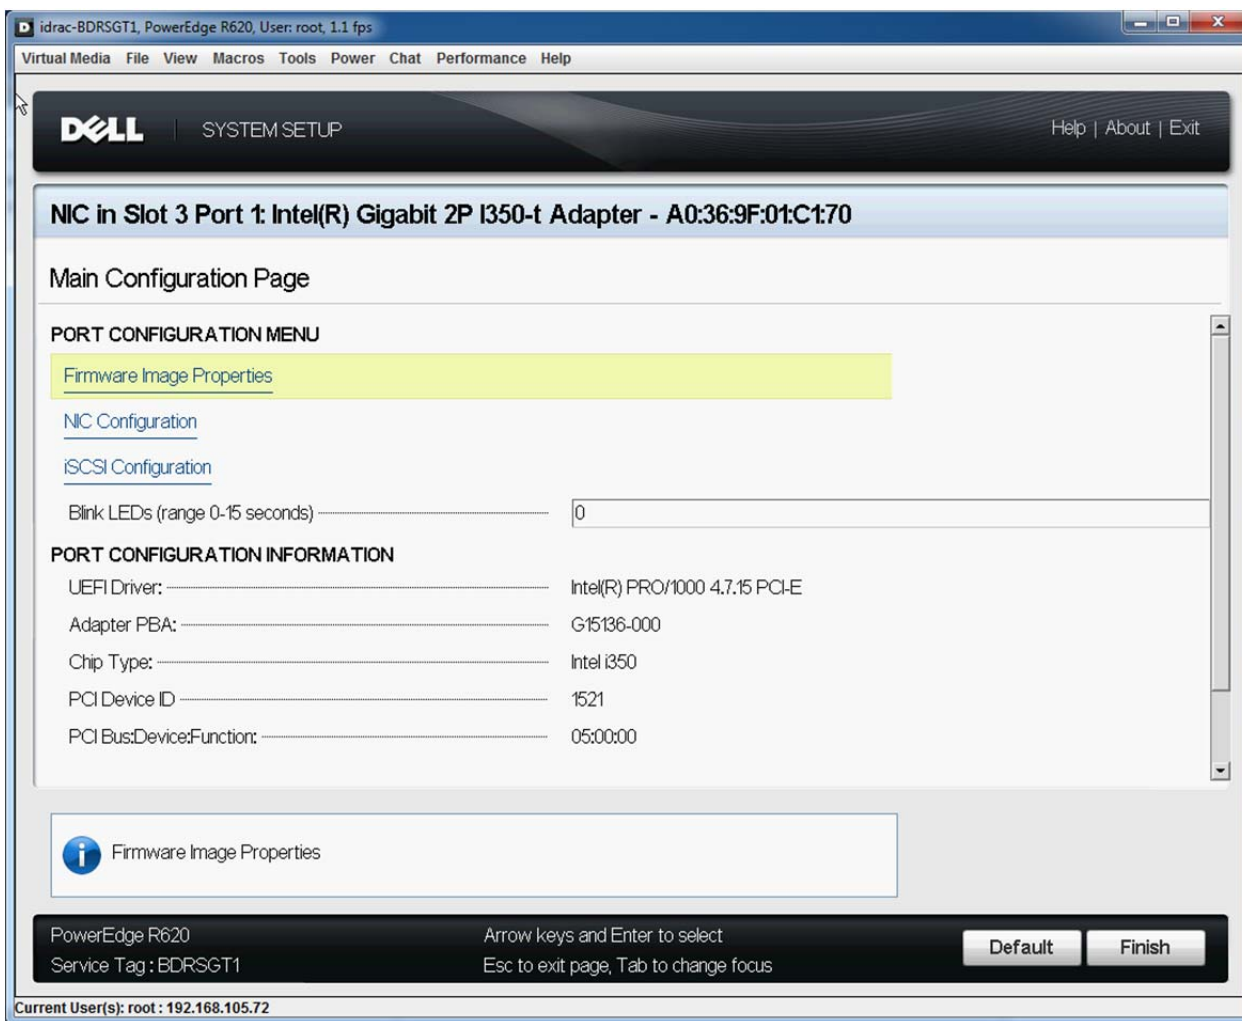 idrac-BDRSGT1, PowerEdge R620, User: root, 1.1 fps
Virtual Media File View Macros Tools Power Chat Performance Help
DELL SYSTEM SETUP Help | About | Exit
NIC in Slot 3 Port 1: Intel(R) Gigabit 2P I350-t Adapter - A0:36:9F:01:C1:70
Main Configuration Page
PORT CONFIGURATION MENU
Firmware Image Properties
NIC Configuration
iSCSI Configuration
Blink LEDs (range 0-15 seconds) 0
PORT CONFIGURATION INFORMATION
UEFI Driver: Intel(R) PRO/1000 4.7.15 PCI-E
Adapter PBA: G15136-000
Chip Type: Intel i350
PCI Device ID 1521
PCI Bus:Device:Function: 05:00:00
Firmware Image Properties
PowerEdge R620 Arrow keys and Enter to select Default Finish
Service Tag : BDRSGT1 Esc to exit page, Tab to change focus
Current User(s): root : 192.168.105.72